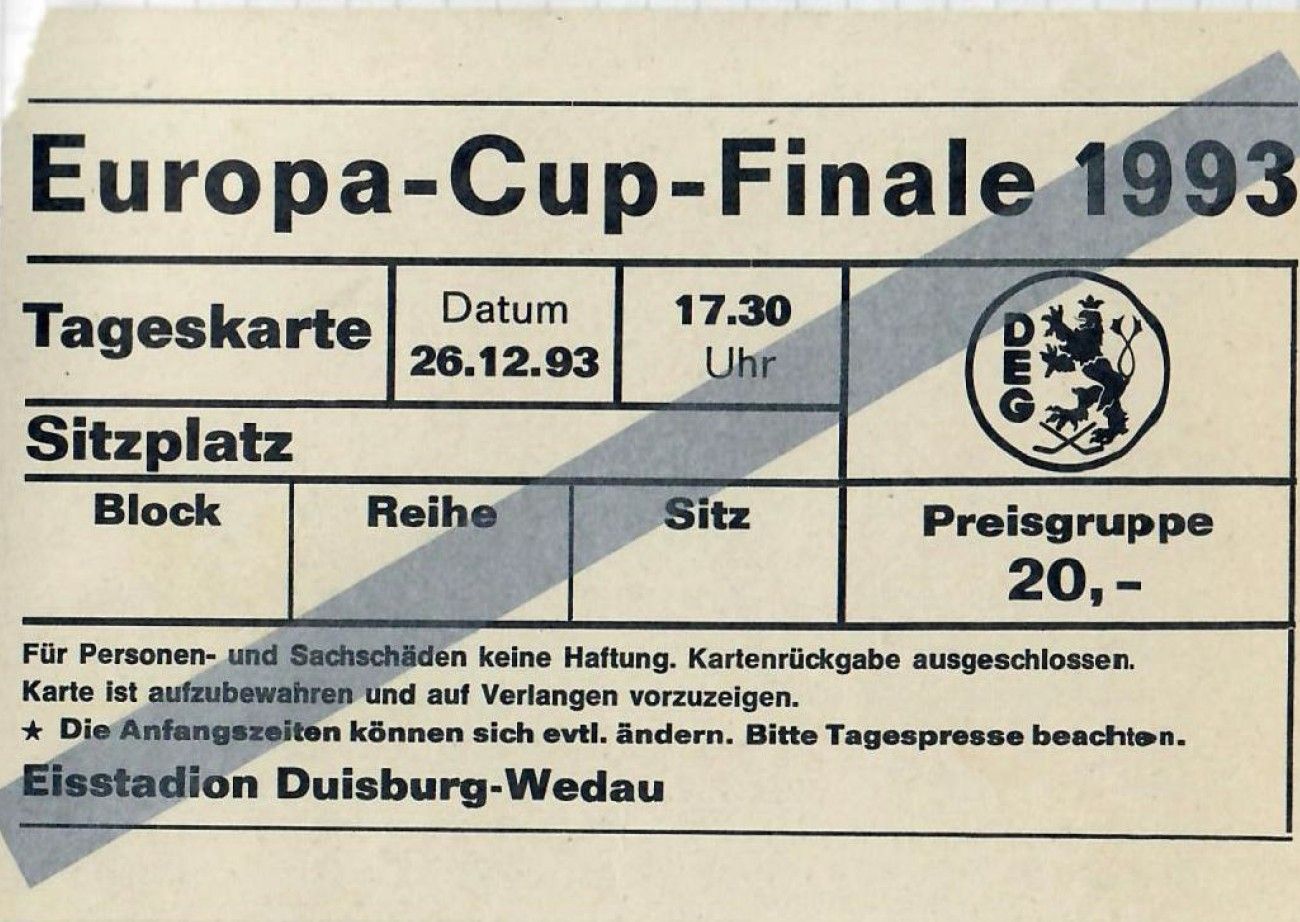 Europa-Cup-Finale 1993
Tageskarte
Datum
26.12.93
17.30
Uhr
DEG
Sitzplatz
Block
Reihe
Sitz
Preisgruppe
20,-
Für Personen- und Sachschäden keine Haftung. Kartenrückgabe ausgeschlossen.
Karte ist aufzubewahren und auf Verlangen vorzuzeigen.
★ Die Anfangszeiten können sich evtl. ändern. Bitte Tagespresse beachten.
Eisstadion Duisburg-Wedau